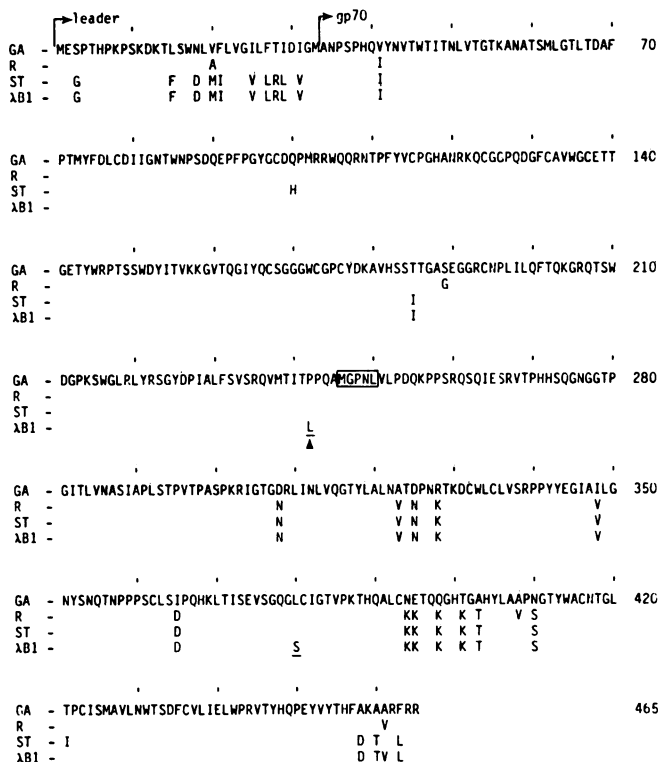 leader gp70
GA - MESPTHPKPSKDKTLSWNLVFLVGILFTIDIGMANPSPHQVYNVTWTITNLVTGTKANATSMLGTLTDAF 70
R - A I
ST - G F D MI V LRL V I
λB1 - G F D MI V LRL V I
GA - PTMYFDLCDIIGNTWNPSDQEPFPGYGCDQPMRRWQQRNTPFYVCPGHANRKQCGGPQDGFCAVWGCETT 140
R -
ST - H
λB1 -
GA - GETYWRPTSSWDYITVKKGVTQGIYQCSGGGWCGPCYDKAVHSSTTGASEGGRCNPLILQFTQKGRQTSW 210
R - G
ST - I
λB1 - I
GA - DGPKSWGLRLYRSGYDPIALFSVSRQVMTITPPQAMGPNLVLPDQKPPSRQSQIESRVTPHHSQGNGGTP 280
R -
ST -
λB1 - L
GA - GITLVNASIAPLSTPVTPASPKRIGTGDRLINLVQGTYLALNATDPNRTKDCWLCLVSRPPYYEGIAILG 350
R - N V N K V
ST - N V N K V
λB1 - N V N K V
GA - NYSNQTNPPPSCLSIPQHKLTISEVSGQGLCIGTVPKTHQALCNETQQGHTGAHYLAAPNGTYWACNTGL 420
R - D KK K K T V S
ST - D KK K K T S
λB1 - D S KK K K T S
GA - TPCISMAVLNWTSDFCVLIELWPRVTYHQPEYVYTHFAKAARFRR 465
R - V
ST - I D T L
λB1 - D TV L